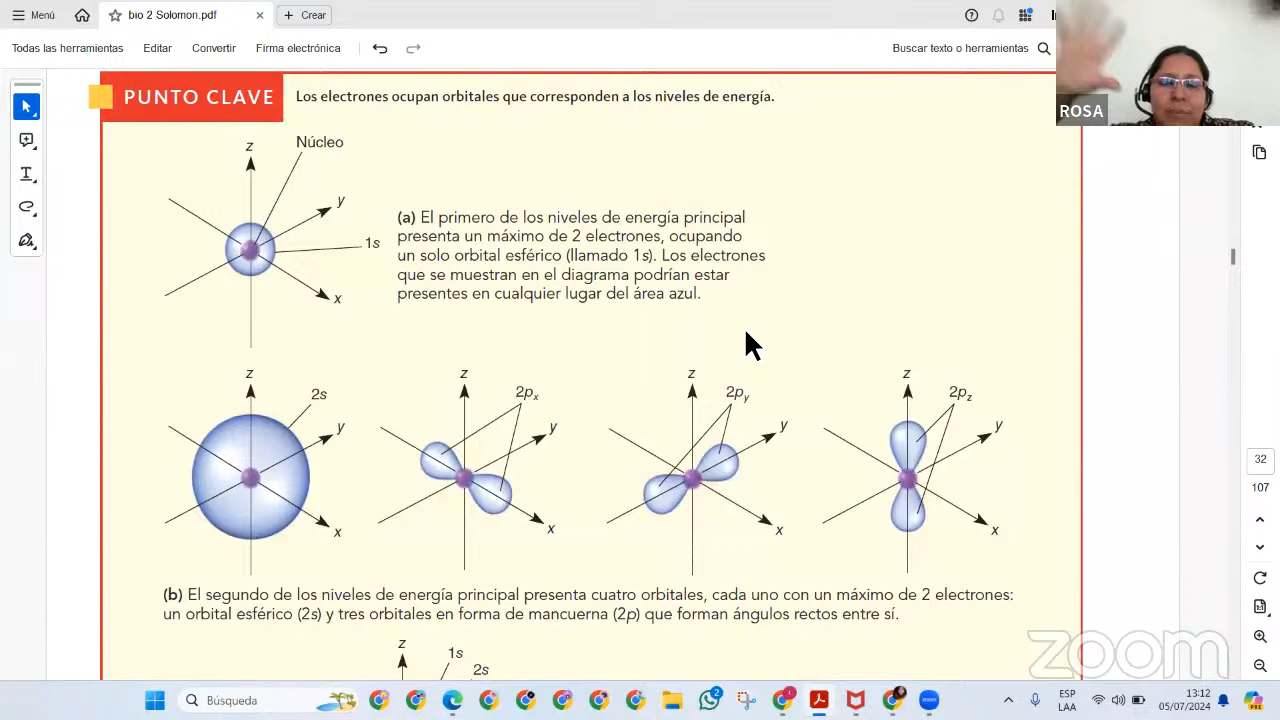 Menú
bio 2 Solomon.pdf
Crear
Todas las herramientas
Editar
Convertir
Firma electrónica
Buscar texto o herramientas
ROSA
PUNTO CLAVE
Los electrones ocupan orbitales que corresponden a los niveles de energía.
Núcleo
z
y
1s
x
(a) El primero de los niveles de energía principal
presenta un máximo de 2 electrones, ocupando
un solo orbital esférico (llamado 1s). Los electrones
que se muestran en el diagrama podrían estar
presentes en cualquier lugar del área azul.
z
2s
y
x
z
2px
y
x
z
2py
y
x
z
2pz
y
x
(b) El segundo de los niveles de energía principal presenta cuatro orbitales, cada uno con un máximo de 2 electrones:
un orbital esférico (2s) y tres orbitales en forma de mancuerna (2p) que forman ángulos rectos entre sí.
z
1s
2s
32
107
zoom
Búsqueda
2
1
ESP
LAA
13:12
05/07/2024